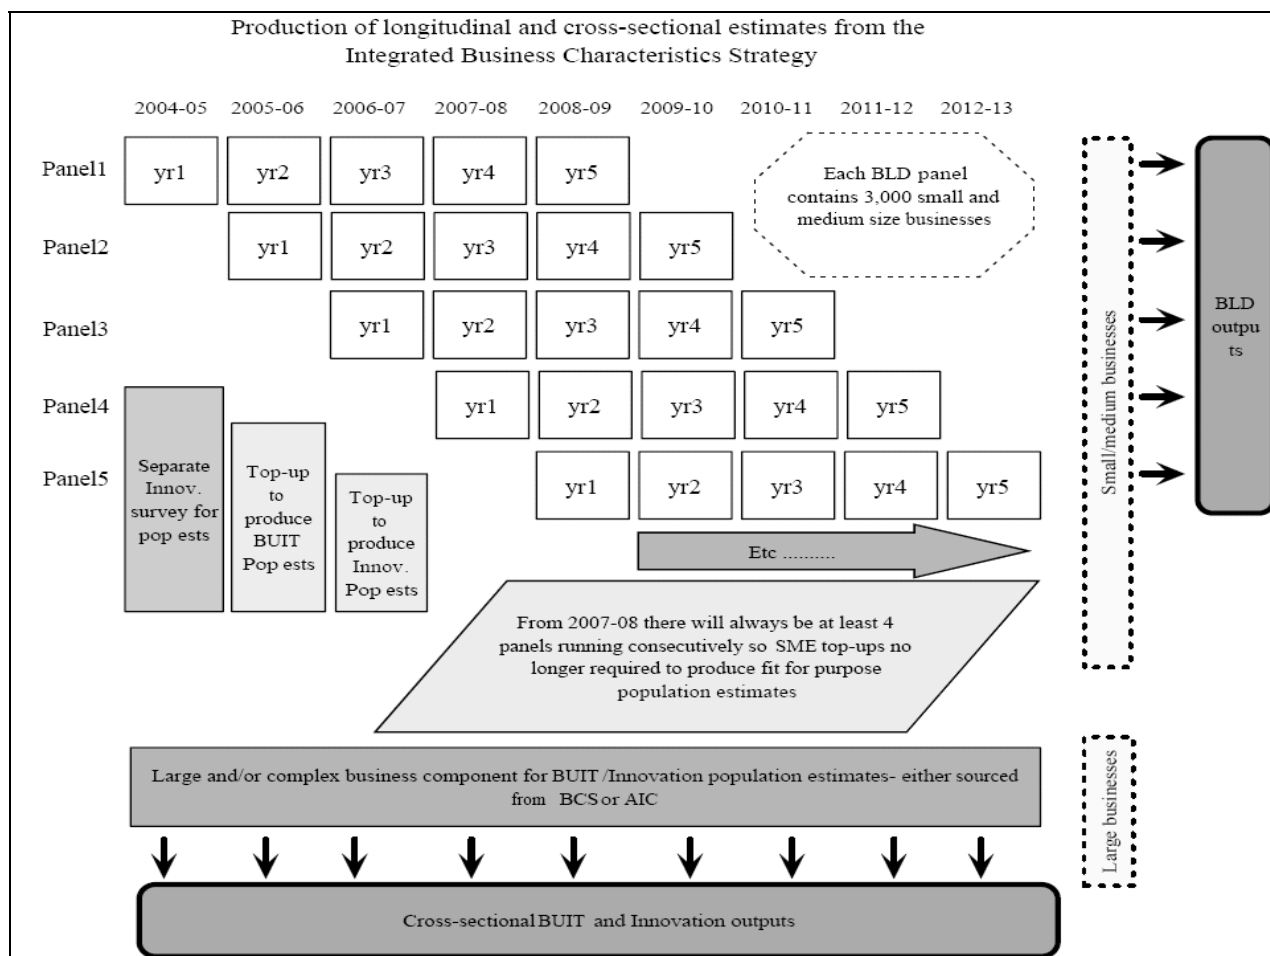 Production of longitudinal and cross-sectional estimates from the
Integrated Business Characteristics Strategy
2004-05 2005-06 2006-07 2007-08 2008-09 2009-10 2010-11 2011-12 2012-13
Panel1 yr1 yr2 yr3 yr4 yr5
Each BLD panel
contains 3,000 small and
medium size businesses
Panel2 yr1 yr2 yr3 yr4 yr5
Panel3 yr1 yr2 yr3 yr4 yr5
Panel4 yr1 yr2 yr3 yr4 yr5
Panel5 yr1 yr2 yr3 yr4 yr5
Separate
Innov.
survey for
pop ests
Top-up
to
produce
BUIT
Pop ests
Top-up
to
produce
Innov.
Pop ests
Etc ..........
From 2007-08 there will always be at least 4
panels running consecutively so SME top-ups no
longer required to produce fit for purpose
population estimates
Small/medium businesses
BLD
outpu
ts
Large and/or complex business component for BUIT/Innovation population estimates- either sourced
from BCS or AIC
Large businesses
Cross-sectional BUIT and Innovation outputs